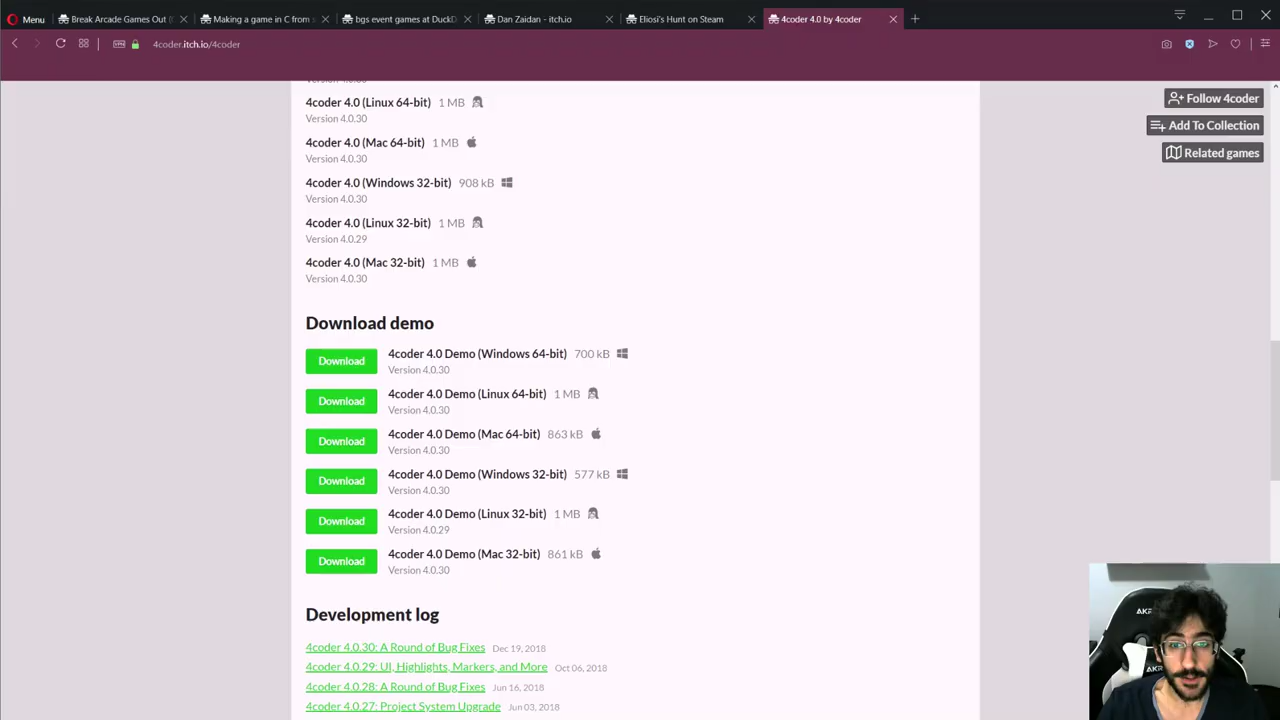 Menu
Break Arcade Games Out (
Making a game in C from s
bgs event games at DuckD
Dan Zaidan - itch.io
Eliosi's Hunt on Steam
4coder 4.0 by 4coder
VPN
4coder.itch.io/4coder
4coder 4.0 (Linux 64-bit) 1 MB
Version 4.0.30
4coder 4.0 (Mac 64-bit) 1 MB
Version 4.0.30
4coder 4.0 (Windows 32-bit) 908 kB
Version 4.0.30
4coder 4.0 (Linux 32-bit) 1 MB
Version 4.0.29
4coder 4.0 (Mac 32-bit) 1 MB
Version 4.0.30
Follow 4coder
Add To Collection
Related games
Download demo
Download 4coder 4.0 Demo (Windows 64-bit) 700 kB
Version 4.0.30
Download 4coder 4.0 Demo (Linux 64-bit) 1 MB
Version 4.0.30
Download 4coder 4.0 Demo (Mac 64-bit) 863 kB
Version 4.0.30
Download 4coder 4.0 Demo (Windows 32-bit) 577 kB
Version 4.0.30
Download 4coder 4.0 Demo (Linux 32-bit) 1 MB
Version 4.0.29
Download 4coder 4.0 Demo (Mac 32-bit) 861 kB
Version 4.0.30
Development log
4coder 4.0.30: A Round of Bug Fixes Dec 19, 2018
4coder 4.0.29: UI, Highlights, Markers, and More Oct 06, 2018
4coder 4.0.28: A Round of Bug Fixes Jun 16, 2018
4coder 4.0.27: Project System Upgrade Jun 03, 2018